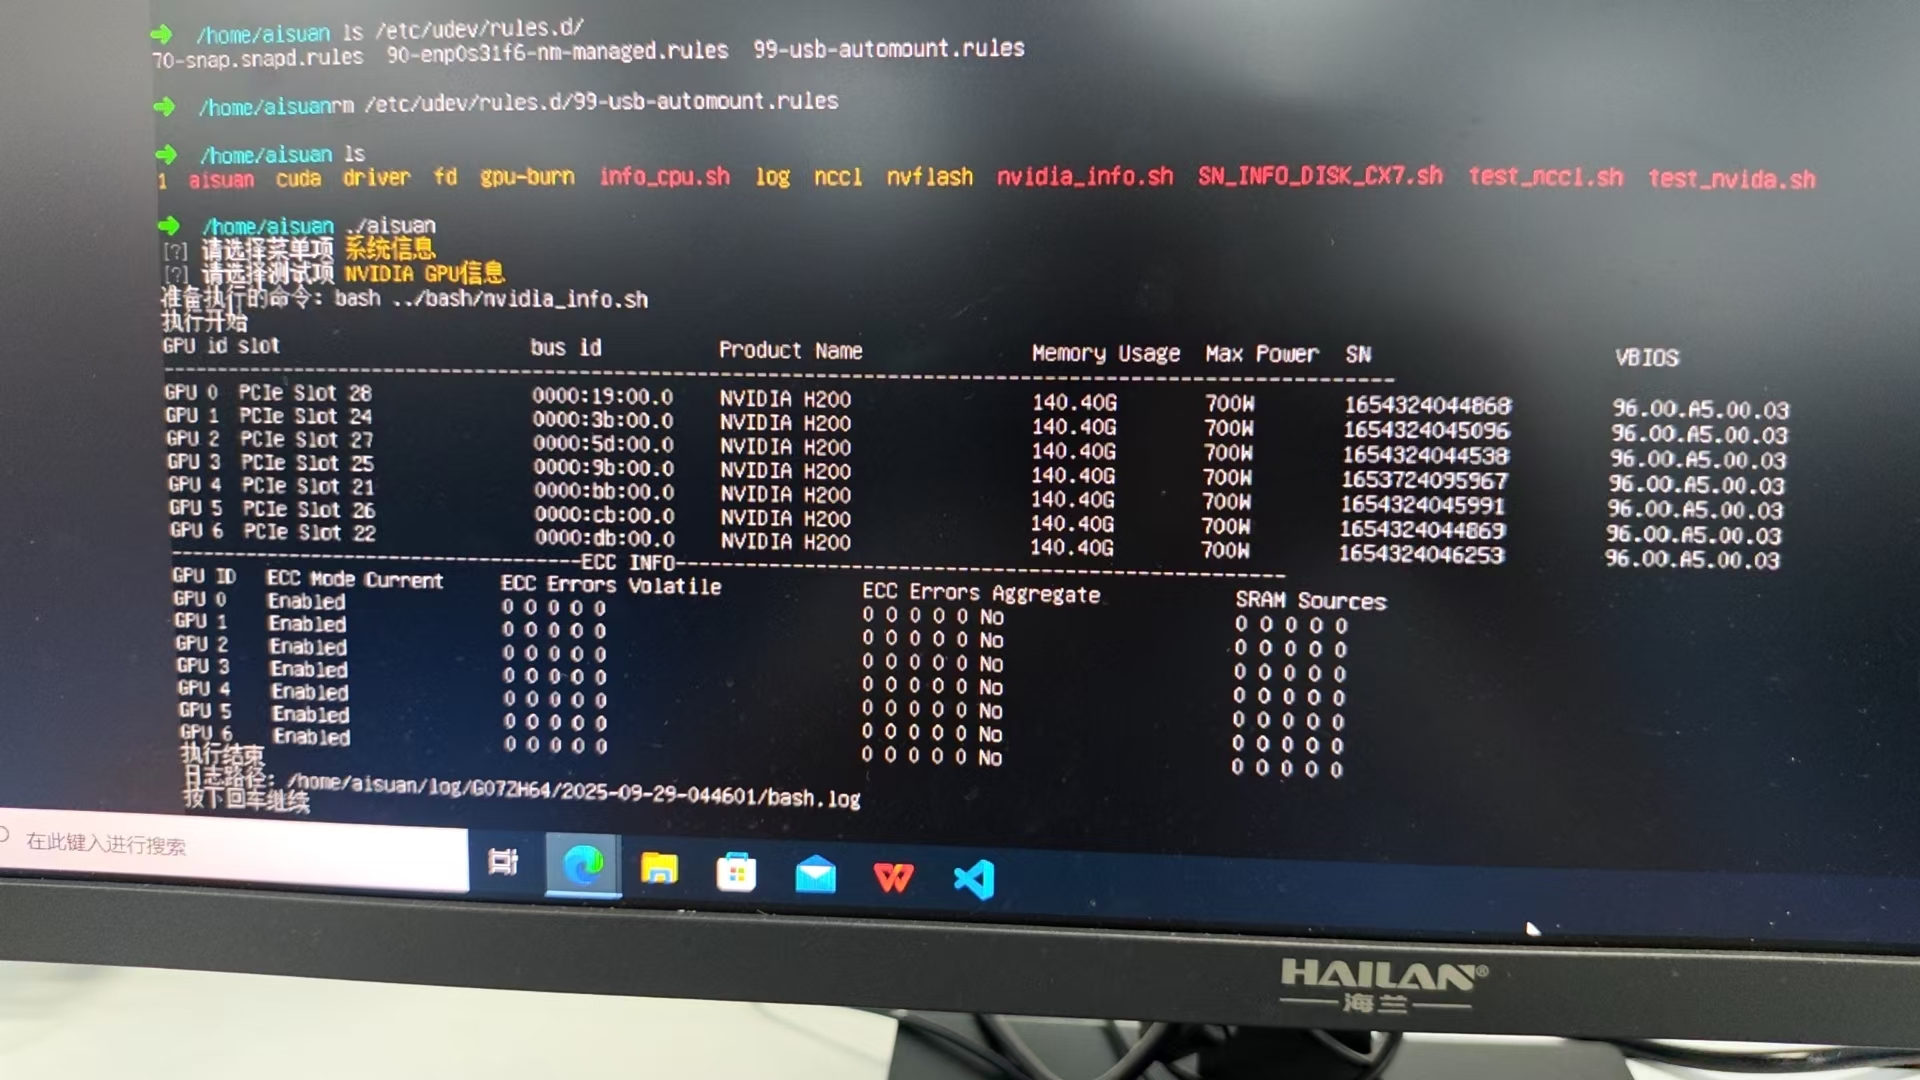 ➜ /home/aisuan ls /etc/udev/rules.d/
70-snap.snapd.rules 90-enp0s31f6-nm-managed.rules 99-usb-automount.rules
➜ /home/aisuanrm /etc/udev/rules.d/99-usb-automount.rules
➜ /home/aisuan ls
1 aisuan cuda driver fd gpu-burn info_cpu.sh log nccl nvflash nvidia_info.sh SN_INFO_DISK_CX7.sh test_nccl.sh test_nvida.sh
➜ /home/aisuan ./aisuan
[?] 请选择菜单项 系统信息
[?] 请选择测试项 NVIDIA GPU信息
准备执行的命令: bash ../bash/nvidia_info.sh
执行开始
GPU id slot bus id Product Name Memory Usage Max Power SN VBIOS
GPU 0 PCIe Slot 28 0000:19:00.0 NVIDIA H200 140.40G 700W 1654324044868 96.00.A5.00.03
GPU 1 PCIe Slot 24 0000:3b:00.0 NVIDIA H200 140.40G 700W 1654324045096 96.00.A5.00.03
GPU 2 PCIe Slot 27 0000:5d:00.0 NVIDIA H200 140.40G 700W 1654324044538 96.00.A5.00.03
GPU 3 PCIe Slot 25 0000:9b:00.0 NVIDIA H200 140.40G 700W 1653724095967 96.00.A5.00.03
GPU 4 PCIe Slot 21 0000:bb:00.0 NVIDIA H200 140.40G 700W 1654324045991 96.00.A5.00.03
GPU 5 PCIe Slot 26 0000:cb:00.0 NVIDIA H200 140.40G 700W 1654324044869 96.00.A5.00.03
GPU 6 PCIe Slot 22 0000:db:00.0 NVIDIA H200 140.40G 700W 1654324046253 96.00.A5.00.03
ECC INFO
GPU ID ECC Mode Current ECC Errors Volatile ECC Errors Aggregate SRAM Sources
GPU 0 Enabled 0 0 0 0 0 0 0 0 0 0 No 0 0 0 0 0
GPU 1 Enabled 0 0 0 0 0 0 0 0 0 0 No 0 0 0 0 0
GPU 2 Enabled 0 0 0 0 0 0 0 0 0 0 No 0 0 0 0 0
GPU 3 Enabled 0 0 0 0 0 0 0 0 0 0 No 0 0 0 0 0
GPU 4 Enabled 0 0 0 0 0 0 0 0 0 0 No 0 0 0 0 0
GPU 5 Enabled 0 0 0 0 0 0 0 0 0 0 No 0 0 0 0 0
GPU 6 Enabled 0 0 0 0 0 0 0 0 0 0 No 0 0 0 0 0
执行结束
日志路径: /home/aisuan/log/G07ZH64/2025-09-29-044601/bash.log
按下回车继续
在此键入进行搜索
HAILAN®
海兰